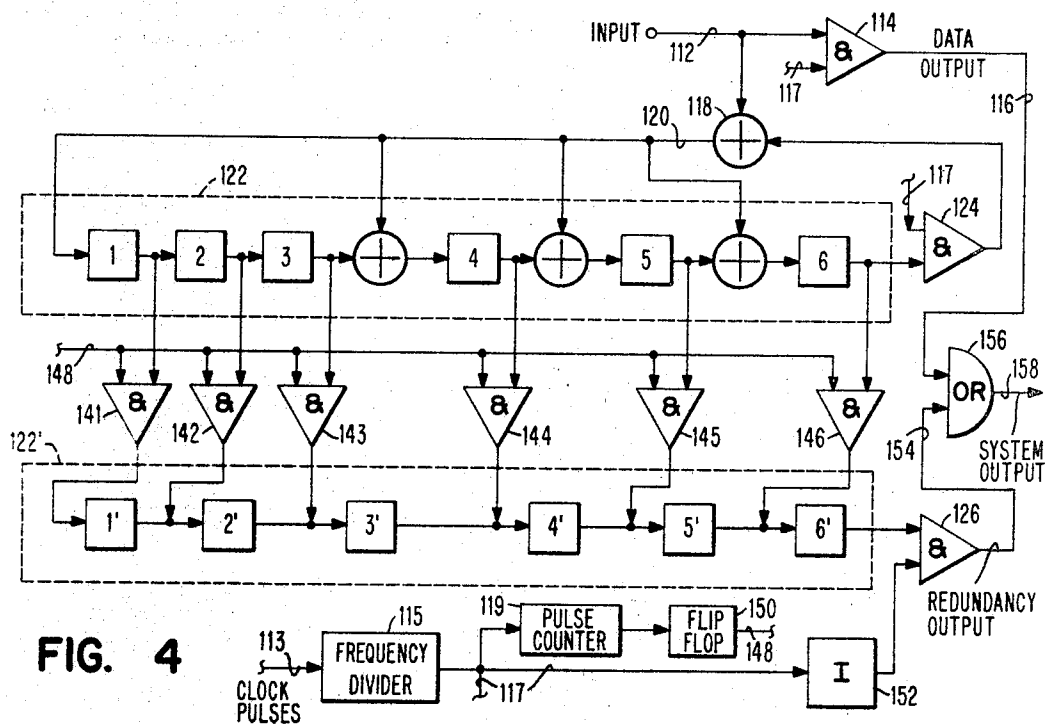 INPUT
112
114
&
DATA
OUTPUT
117
116
118
120
122
117
124
&
1
2
3
4
5
6
148
&
&
&
&
&
&
141
142
143
144
145
146
156
OR
158
154
SYSTEM
OUTPUT
122'
1'
2'
3'
4'
5'
6'
126
&
REDUNDANCY
OUTPUT
FIG. 4
113
CLOCK
PULSES
115
FREQUENCY
DIVIDER
119
PULSE
COUNTER
150
FLIP
FLOP
148
117
I
152